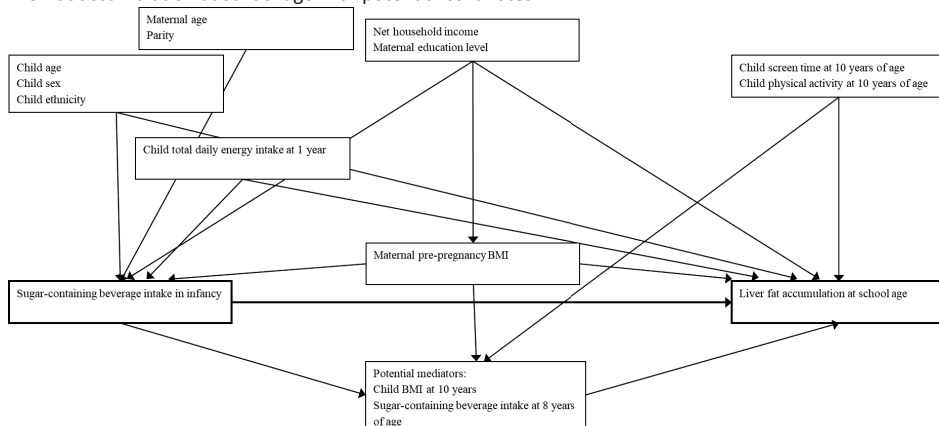 Maternal age
Parity
Net household income
Maternal education level
Child age
Child sex
Child ethnicity
Child screen time at 10 years of age
Child physical activity at 10 years of age
Child total daily energy intake at 1 year
Maternal pre-pregnancy BMI
Sugar-containing beverage intake in infancy
Liver fat accumulation at school age
Potential mediators:
Child BMI at 10 years
Sugar-containing beverage intake at 8 years
of age